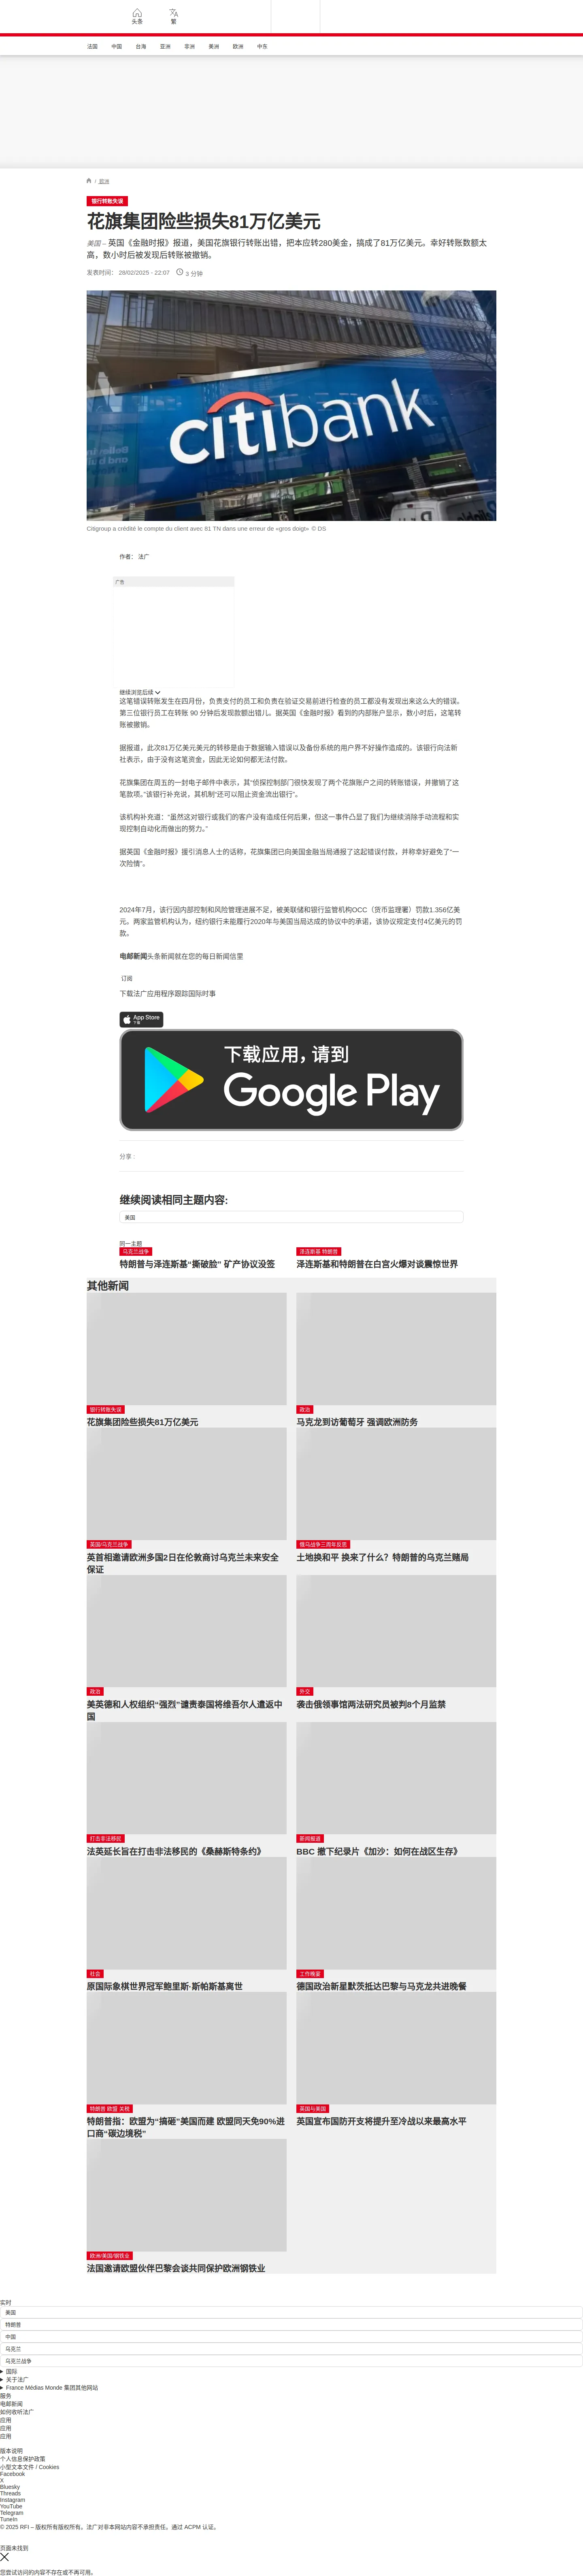 头条
繁
法国
中国
台海
亚洲
非洲
美洲
欧洲
中东
/ 欧洲
银行转账失误
花旗集团险些损失81万亿美元
美国 – 英国《金融时报》报道，美国花旗银行转账出错，把本应转280美金，搞成了81万亿美元。幸好转账数额太高，数小时后被发现后转账被撤销。
发表时间： 28/02/2025 - 22:07
3 分钟
citibank
Citigroup a crédité le compte du client avec 81 TN dans une erreur de «gros doigt» © DS
作者： 法广
广告
继续浏览后续
这笔错误转账发生在四月份，负责支付的员工和负责在验证交易前进行检查的员工都没有发现出来这么大的错误。第三位银行员工在转账 90 分钟后发现款额出错儿。据英国《金融时报》看到的内部账户显示，数小时后，这笔转账被撤销。
据报道，此次81万亿美元美元的转移是由于数据输入错误以及备份系统的用户界不好操作造成的。该银行向法新社表示，由于没有这笔资金，因此无论如何都无法付款。
花旗集团在周五的一封电子邮件中表示，其“侦探控制部门很快发现了两个花旗账户之间的转账错误，并撤销了这笔款项。”该银行补充说，其机制“还可以阻止资金流出银行”。
该机构补充道：“虽然这对银行或我们的客户没有造成任何后果，但这一事件凸显了我们为继续消除手动流程和实现控制自动化而做出的努力。”
据英国《金融时报》援引消息人士的话称，花旗集团已向美国金融当局通报了这起错误付款，并称幸好避免了“一次险情”。
2024年7月，该行因内部控制和风险管理进展不足，被美联储和银行监管机构OCC（货币监理署）罚款1.356亿美元。两家监管机构认为，纽约银行未能履行2020年与美国当局达成的协议中的承诺，该协议规定支付4亿美元的罚款。
电邮新闻头条新闻就在您的每日新闻信里
订阅
下载法广应用程序跟踪国际时事
App Store
下载
下载应用，请到
Google Play
分享 :
继续阅读相同主题内容:
美国
同一主题
乌克兰战争
特朗普与泽连斯基“撕破脸” 矿产协议没签
泽连斯基 特朗普
泽连斯基和特朗普在白宫火爆对谈震惊世界
其他新闻
银行转账失误
花旗集团险些损失81万亿美元
政治
马克龙到访葡萄牙 强调欧洲防务
英国/乌克兰战争
英首相邀请欧洲多国2日在伦敦商讨乌克兰未来安全保证
俄乌战争三周年反思
土地换和平 换来了什么？特朗普的乌克兰赌局
政治
美英德和人权组织“强烈”谴责泰国将维吾尔人遣返中国
外交
袭击俄领事馆两法研究员被判8个月监禁
打击非法移民
法英延长旨在打击非法移民的《桑赫斯特条约》
新闻报道
BBC 撤下纪录片《加沙：如何在战区生存》
社会
原国际象棋世界冠军鲍里斯·斯帕斯基离世
工作晚宴
德国政治新星默茨抵达巴黎与马克龙共进晚餐
特朗普 欧盟 关税
特朗普指：欧盟为“搞砸”美国而建 欧盟同天免90%进口商“碳边境税”
英国与美国
英国宣布国防开支将提升至冷战以来最高水平
欧洲/美国/钢铁业
法国邀请欧盟伙伴巴黎会谈共同保护欧洲钢铁业
实时
美国
特朗普
中国
马克兰
马克兰战争
国际
关于法广
France Médias Monde 集团其他网站
服务
电邮新闻
如何收听法广
应用
应用
应用
版本说明
个人信息保护政策
小型文本文件 / Cookies
Facebook
X
Bluesky
Threads
Instagram
YouTube
Telegram
TuneIn
© 2025 RFI – 版权所有版权所有。法广对非本网站内容不承担责任。通过 ACPM 认证。
页面未找到
您尝试访问的内容不存在或不再可用。